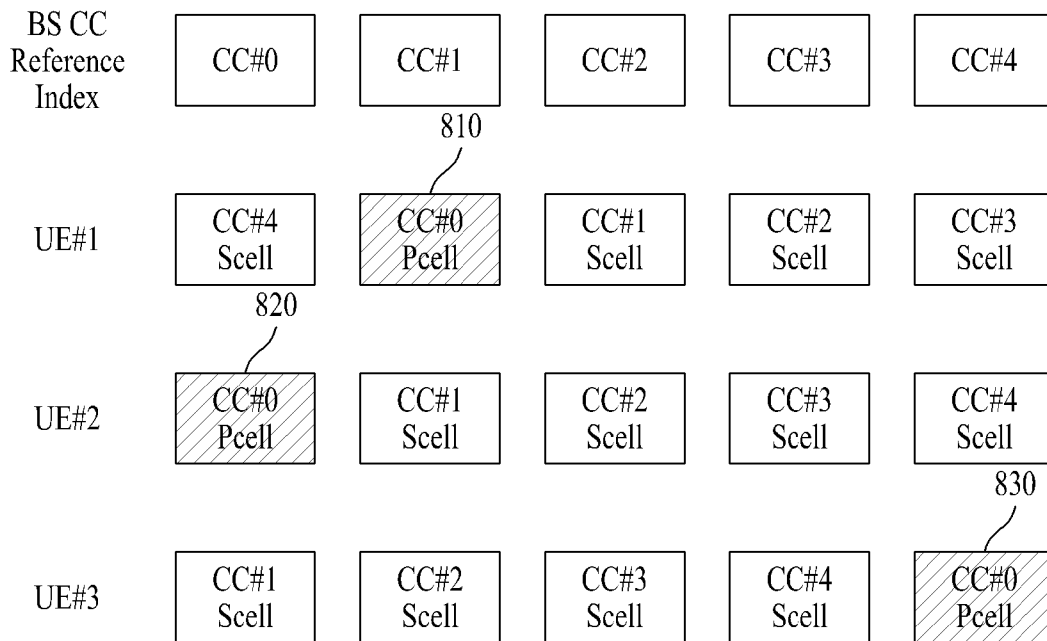 BS CC
Reference
Index
CC#0
CC#1
CC#2
CC#3
CC#4
810
UE#1
CC#4
Scell
CC#0
Pcell
CC#1
Scell
CC#2
Scell
CC#3
Scell
820
UE#2
CC#0
Pcell
CC#1
Scell
CC#2
Scell
CC#3
Scell
CC#4
Scell
830
UE#3
CC#1
Scell
CC#2
Scell
CC#3
Scell
CC#4
Scell
CC#0
Pcell